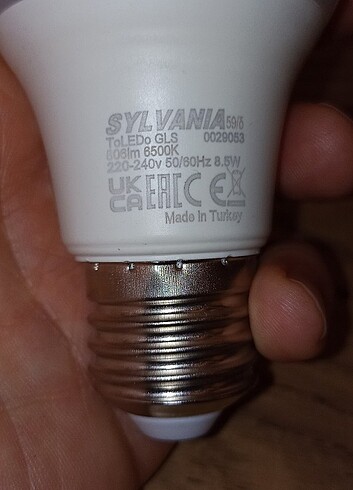 SYLVANIA 59/5
ToLEDo GLS 0029053
806lm 6500K
220-240v 50/60Hz 8.5W
UK CA EAC CE
Made in Turkey